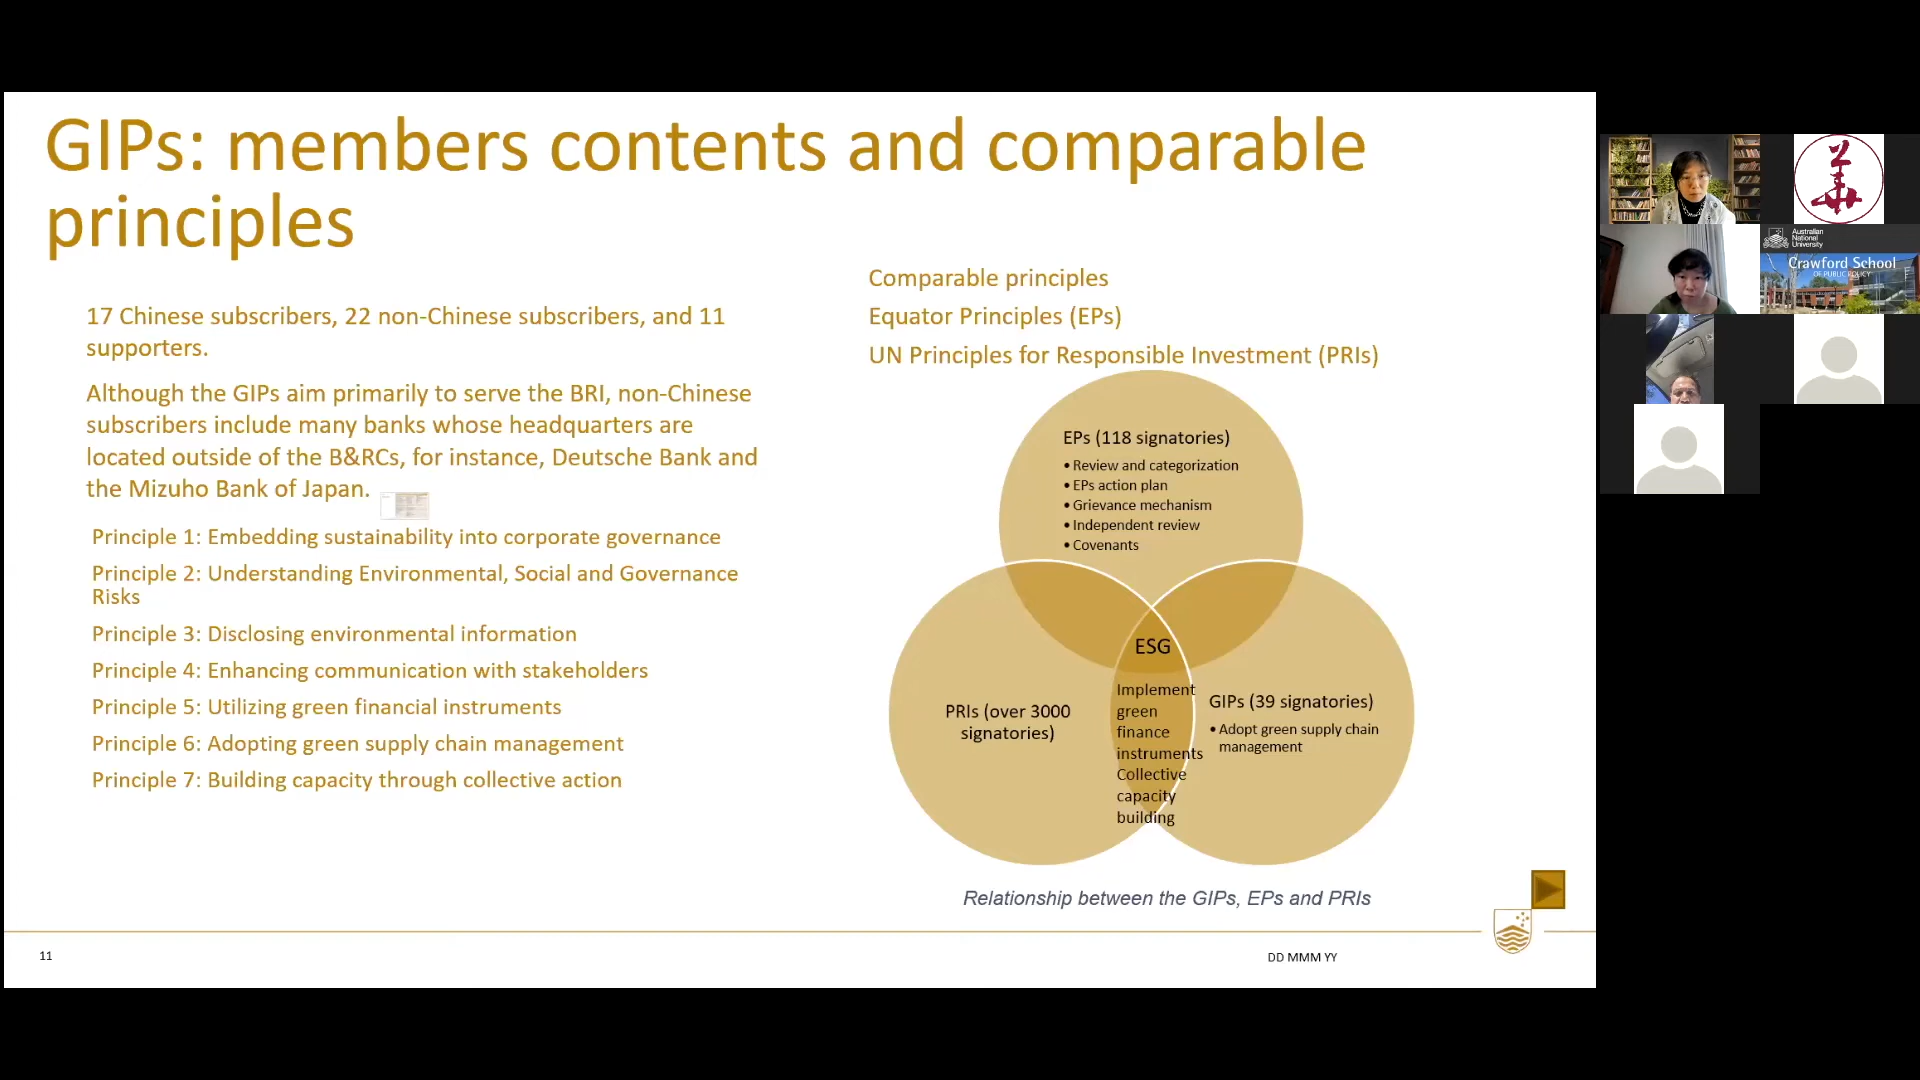 GIPs: members contents and comparable
principles
17 Chinese subscribers, 22 non-Chinese subscribers, and 11
supporters.
Although the GIPs aim primarily to serve the BRI, non-Chinese
subscribers include many banks whose headquarters are
located outside of the B&RCs, for instance, Deutsche Bank and
the Mizuho Bank of Japan.
Principle 1: Embedding sustainability into corporate governance
Principle 2: Understanding Environmental, Social and Governance
Risks
Principle 3: Disclosing environmental information
Principle 4: Enhancing communication with stakeholders
Principle 5: Utilizing green financial instruments
Principle 6: Adopting green supply chain management
Principle 7: Building capacity through collective action
Comparable principles
Equator Principles (EPs)
UN Principles for Responsible Investment (PRIs)
EPs (118 signatories)
• Review and categorization
• EPs action plan
• Grievance mechanism
• Independent review
• Covenants
ESG
PRIs (over 3000
signatories)
Implement
green
finance
instruments
Collective
capacity
building
GIPs (39 signatories)
• Adopt green supply chain
management
Relationship between the GIPs, EPs and PRIs
11
DD MMM YY
Australian
National
University
Crawford School
OF PUBLIC POLICY